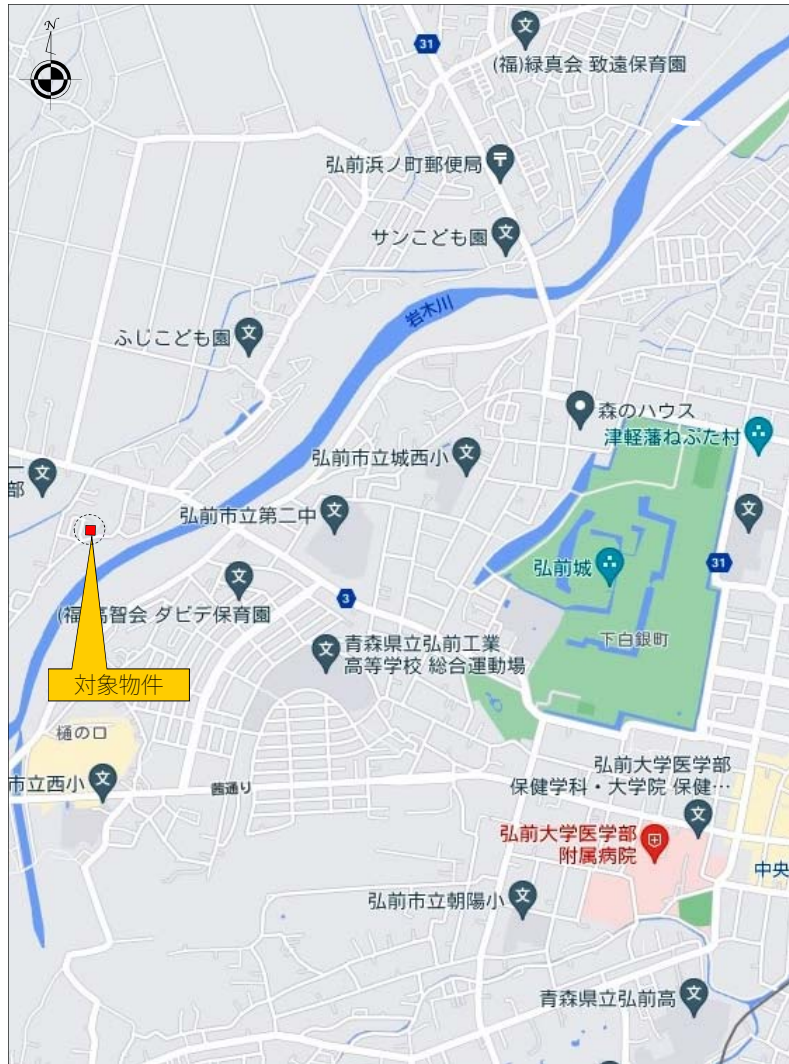 N
31
(福)緑真会 致遠保育園
弘前浜ノ町郵便局
サンこども園
岩木川
ふじこども園
森のハウス
津軽藩ねぷた村
弘前市立城西小
部
弘前市立第二中
文
31
弘前城
(福)高智会 ダビデ保育園
3
下白銀町
青森県立弘前工業
高等学校 総合運動場
対象物件
樋の口
市立西小
茜通り
弘前大学医学部
保健学科・大学院 保健…
弘前大学医学部
附属病院
中央
弘前市立朝陽小
青森県立弘前高